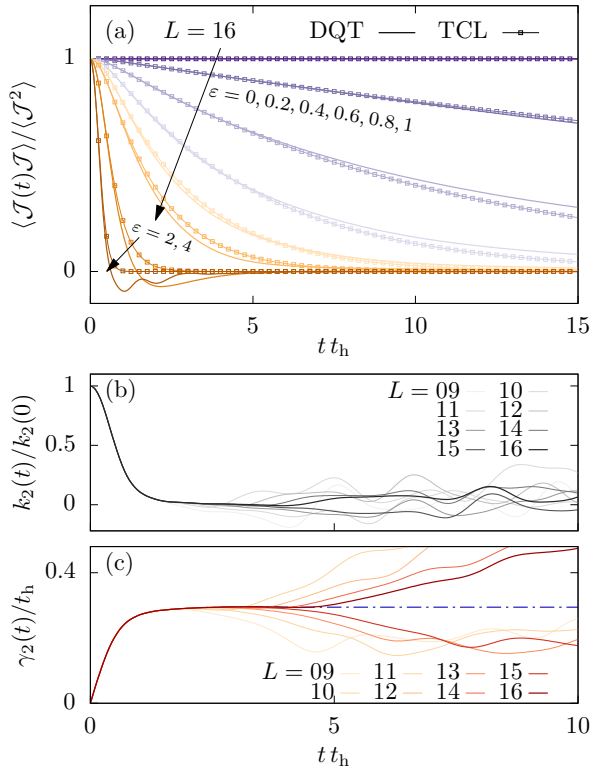 (a) L = 16 DQT TCL
1
⟨𝒥(t)𝒥⟩/⟨𝒥²⟩
ε = 0, 0.2, 0.4, 0.6, 0.8, 1
ε = 2, 4
0
0 5 10 15
t t_h
(b) L = 09 10
1
11 12
13 14
15 16
k₂(t)/k₂(0)
0.5
0
(c)
0.4
γ₂(t)/t_h
L = 09 11 13 15
10 12 14 16
0
0 5 10
t t_h